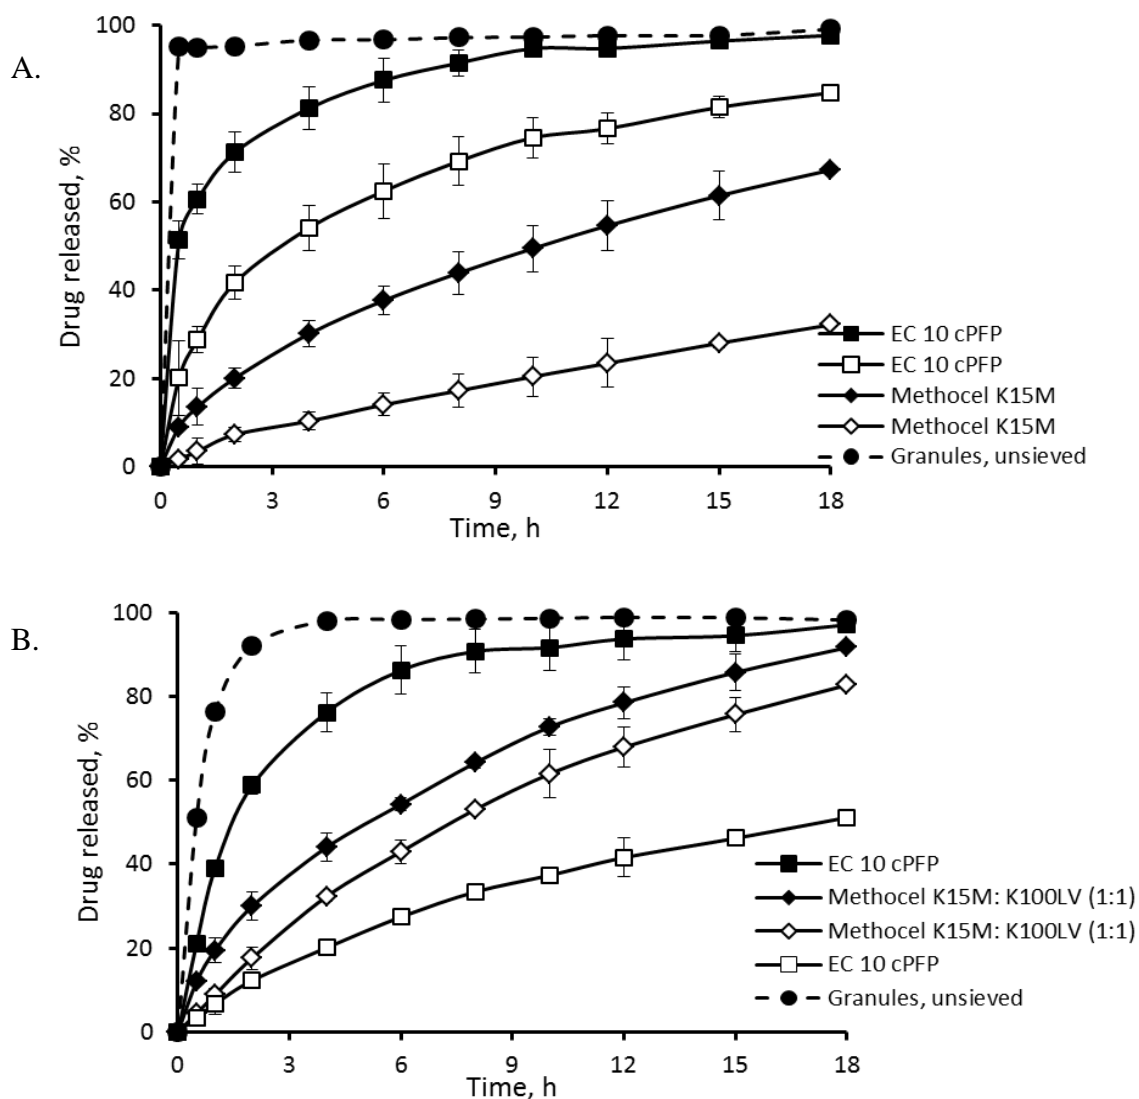 A.
Drug released, %
100
80
60
40
20
0
0 3 6 9 12 15 18
Time, h
EC 10 cPFP
EC 10 cPFP
Methocel K15M
Methocel K15M
Granules, unsieved
B.
Drug released, %
100
80
60
40
20
0
0 3 6 9 12 15 18
Time, h
EC 10 cPFP
Methocel K15M: K100LV (1:1)
Methocel K15M: K100LV (1:1)
EC 10 cPFP
Granules, unsieved